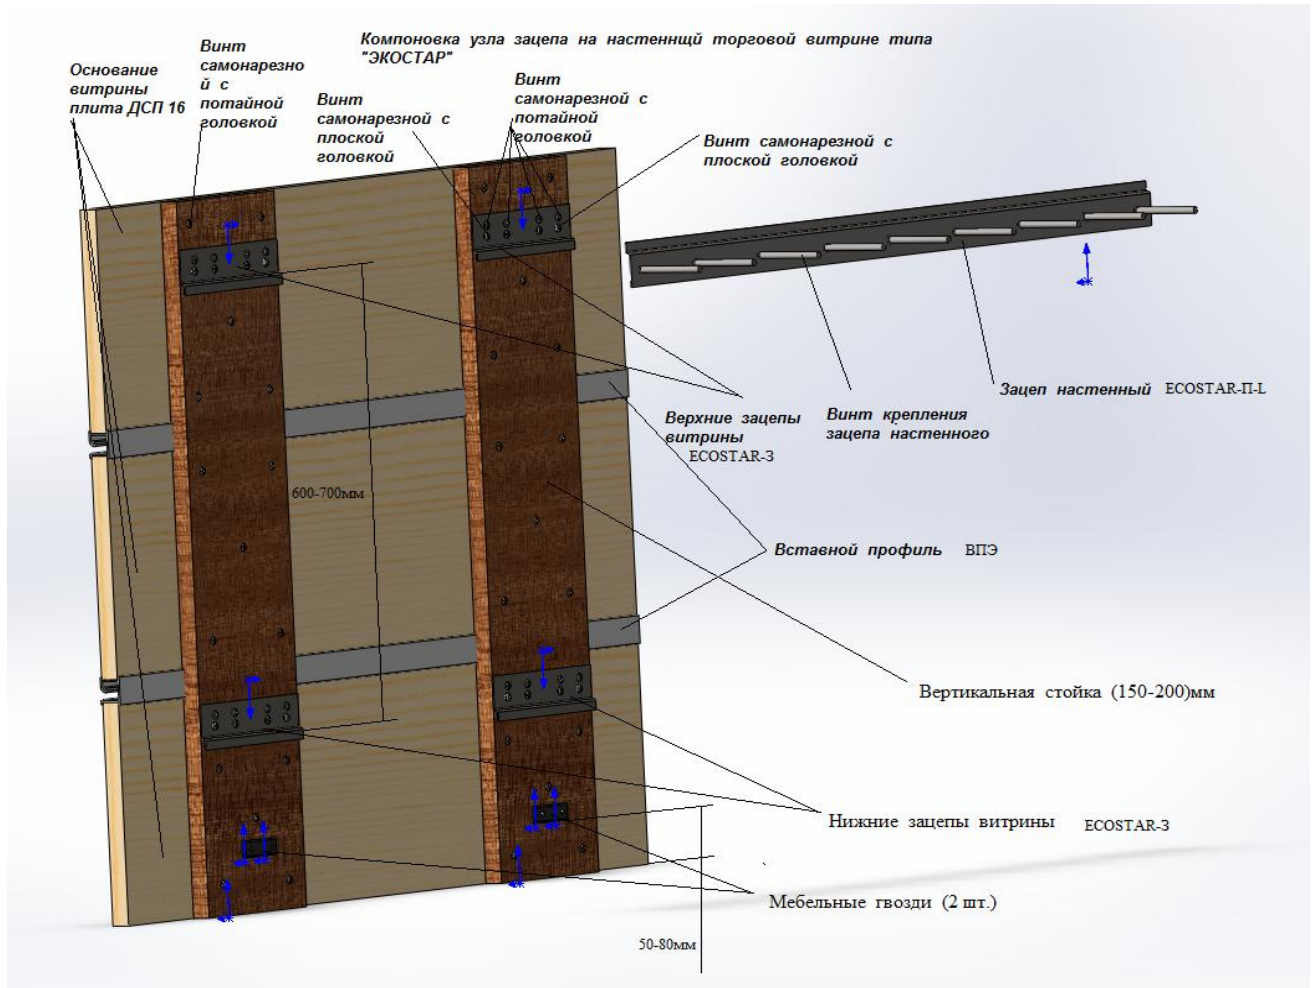 Компоновка узла зацепа на настеннщй торговой витрине типа
"ЭКОСТАР"
Основание
витрины
плита ДСП 16
Винт
самонарезно
й с
потайной
головкой
Винт
самонарезной с
плоской
головкой
Винт
самонарезной с
потайной
головкой
Винт самонарезной с
плоской головкой
Зацеп настенный ECOSTAR-П-L
Винт крепления
зацепа настенного
Верхние зацепы
витрины
ECOSTAR-З
600-700мм
Вставной профиль ВПЭ
Вертикальная стойка (150-200)мм
Нижние зацепы витрины ECOSTAR-З
Мебельные гвозди (2 шт.)
50-80мм